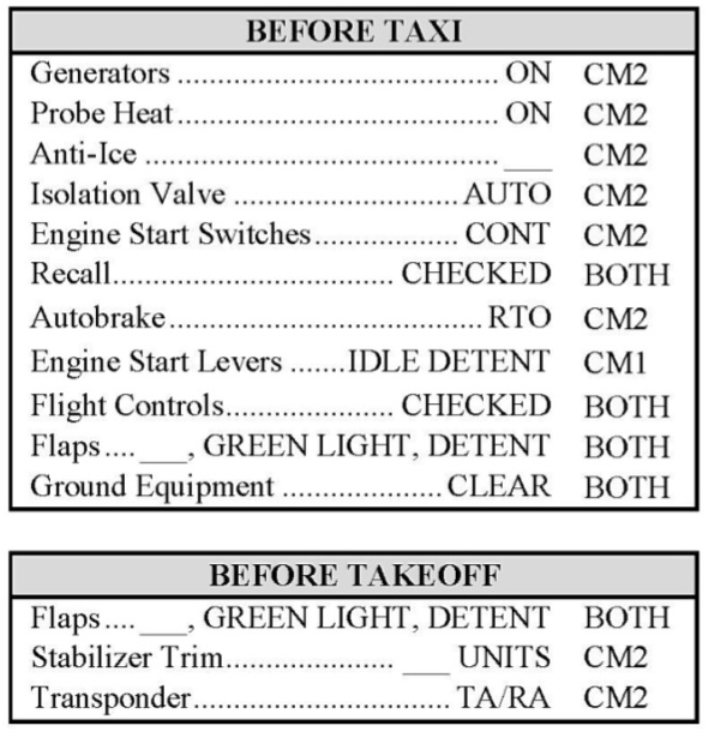 BEFORE TAXI
Generators ........................................ ON CM2
Probe Heat ........................................ ON CM2
Anti-Ice ............................................ ___ CM2
Isolation Valve ............................ AUTO CM2
Engine Start Switches .................. CONT CM2
Recall................................... CHECKED BOTH
Autobrake ....................................... RTO CM2
Engine Start Levers .......IDLE DETENT CM1
Flight Controls..................... CHECKED BOTH
Flaps .... ___, GREEN LIGHT, DETENT BOTH
Ground Equipment .................... CLEAR BOTH
BEFORE TAKEOFF
Flaps .... ___, GREEN LIGHT, DETENT BOTH
Stabilizer Trim..................... ___ UNITS CM2
Transponder................................ TA/RA CM2